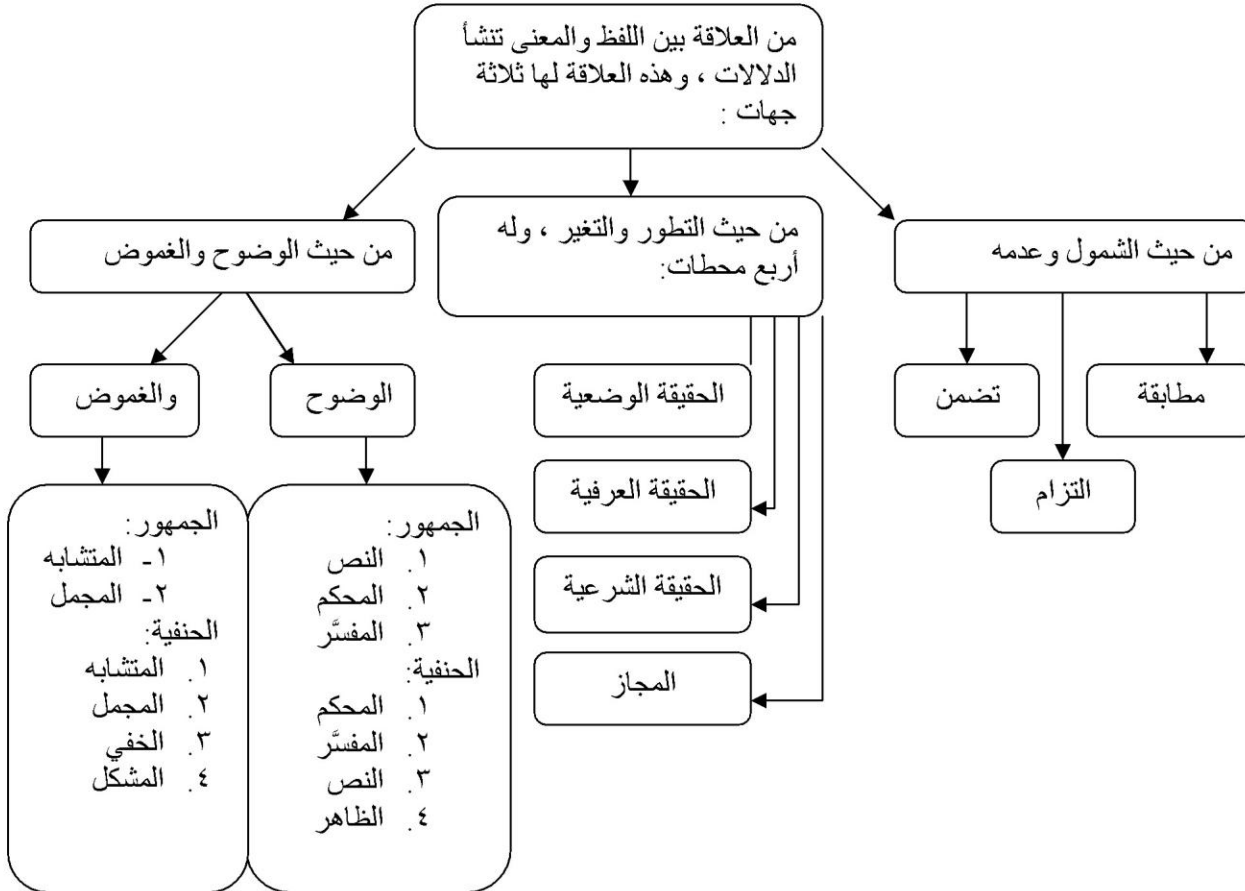 من العلاقة بين اللفظ والمعنى تنشأ
الدلالات ، وهذه العلاقة لها ثلاثة
جهات :
من حيث الشمول وعدمه
من حيث التطور والتغير ، وله
أربع محطات:
من حيث الوضوح والغموض
مطابقة
تضمن
التزام
الحقيقة الوضعية
الحقيقة العرفية
الحقيقة الشرعية
المجاز
الوضوح
والغموض
الجمهور:
١. النص
٢. المحكم
٣. المفسَّر
الحنفية:
١. المحكم
٢. المفسَّر
٣. النص
٤. الظاهر
الجمهور:
١- المتشابه
٢- المجمل
الحنفية:
١. المتشابه
٢. المجمل
٣. الخفي
٤. المشكل